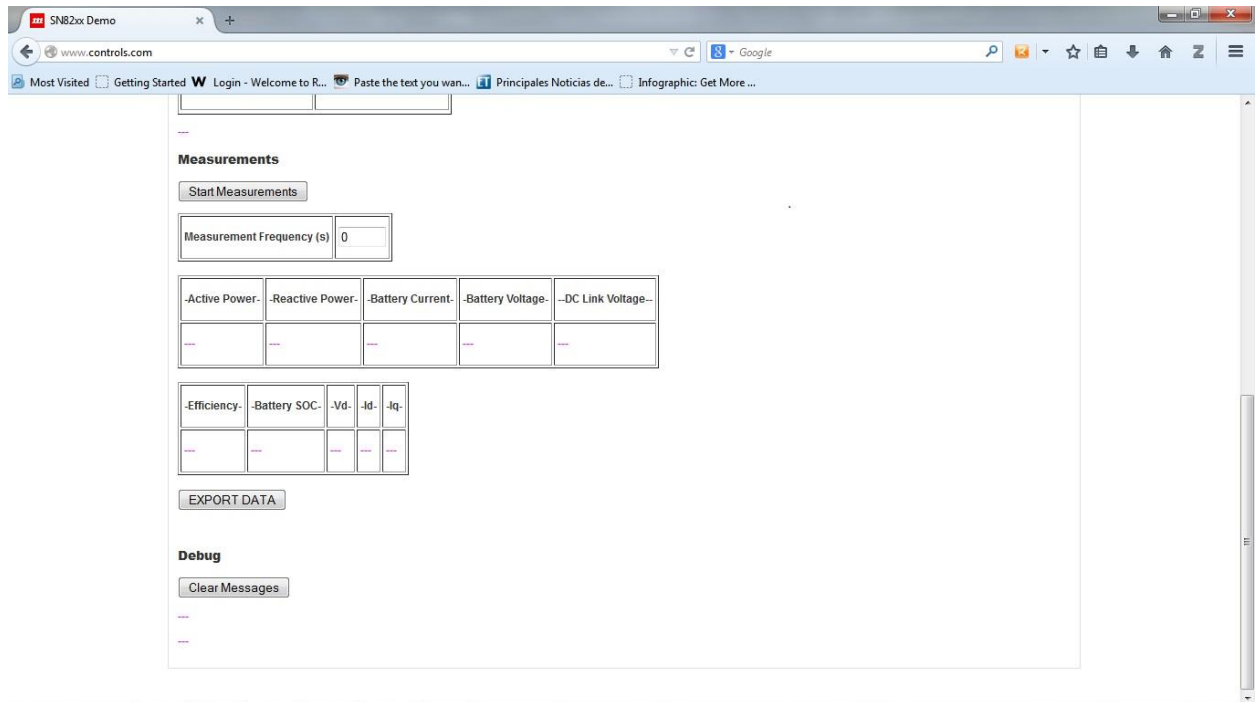 SN82xx Demo
www.controls.com
Google
Most Visited Getting Started Login - Welcome to R... Paste the text you wan... Principales Noticias de... Infographic: Get More ...
---
Measurements
Start Measurements
Measurement Frequency (s) 0
-Active Power- -Reactive Power- -Battery Current- -Battery Voltage- --DC Link Voltage--
--- --- --- --- ---
-Efficiency- -Battery SOC- -Vd- -Id- -Iq-
--- --- --- --- ---
EXPORT DATA
Debug
Clear Messages
---
---